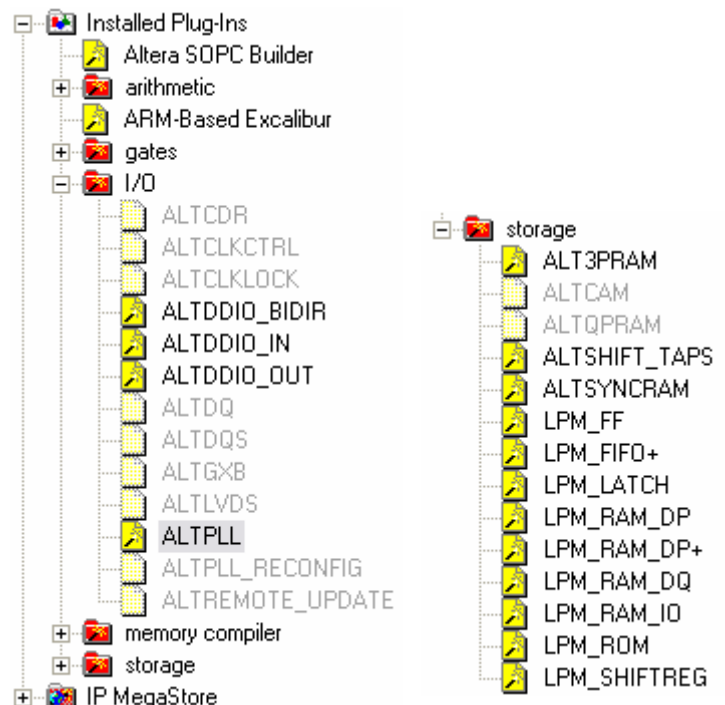 Installed Plug-Ins
Altera SOPC Builder
arithmetic
ARM-Based Excalibur
gates
I/O
ALTCDR
ALTCLKCTRL
ALTCLKLOCK
ALTDDIO_BIDIR
ALTDDIO_IN
ALTDDIO_OUT
ALTDQ
ALTDQS
ALTGXB
ALTLVDS
ALTPLL
ALTPLL_RECONFIG
ALTREMOTE_UPDATE
memory compiler
storage
IP MegaStore
storage
ALT3PRAM
ALTCAM
ALTQPRAM
ALTSHIFT_TAPS
ALTSYNCRAM
LPM_FF
LPM_FIFO+
LPM_LATCH
LPM_RAM_DP
LPM_RAM_DP+
LPM_RAM_DQ
LPM_RAM_IO
LPM_ROM
LPM_SHIFTREG